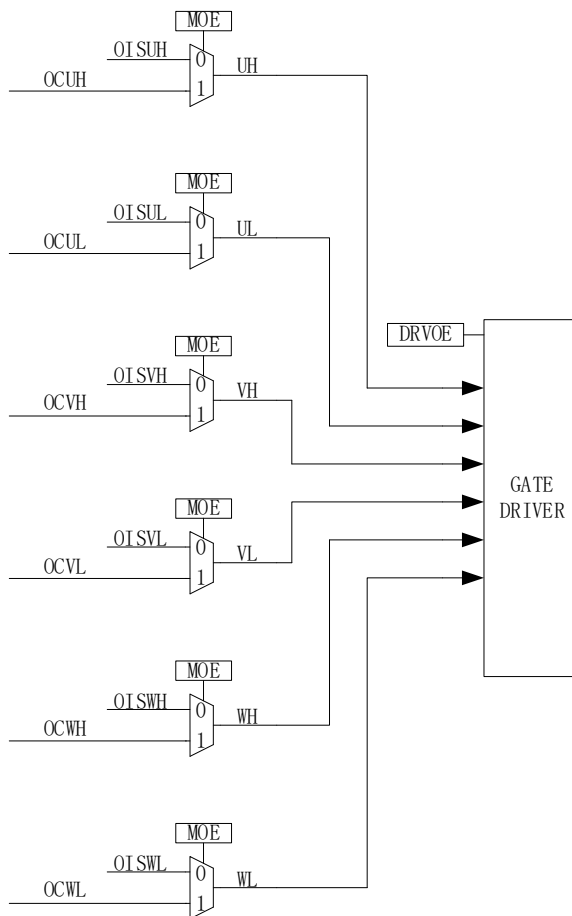 MOE
OISUH
0
OCUH
1
UH
MOE
OISUL
0
OCUL
1
UL
DRVOE
MOE
OISVH
0
OCVH
1
VH
GATE
DRIVER
MOE
OISVL
0
OCVL
1
VL
MOE
OISWH
0
OCWH
1
WH
MOE
OISWL
0
OCWL
1
WL